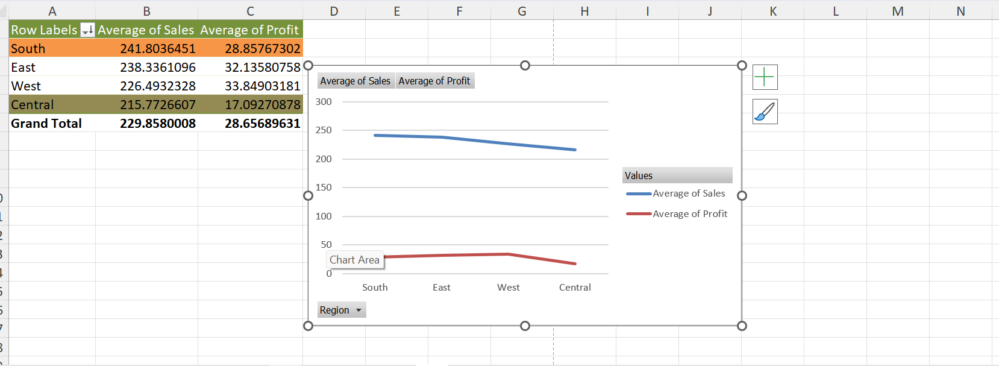 A B C D E F G H I J K L M N
Row Labels Average of Sales Average of Profit
South 241.8036451 28.85767302
East 238.3361096 32.13580758
West 226.4932328 33.84903181
Central 215.7726607 17.09270878
Grand Total 229.8580008 28.65689631
Average of Sales Average of Profit
300
250
200
150
100
50
0
Chart Area
South East West Central
Region
Values
Average of Sales
Average of Profit